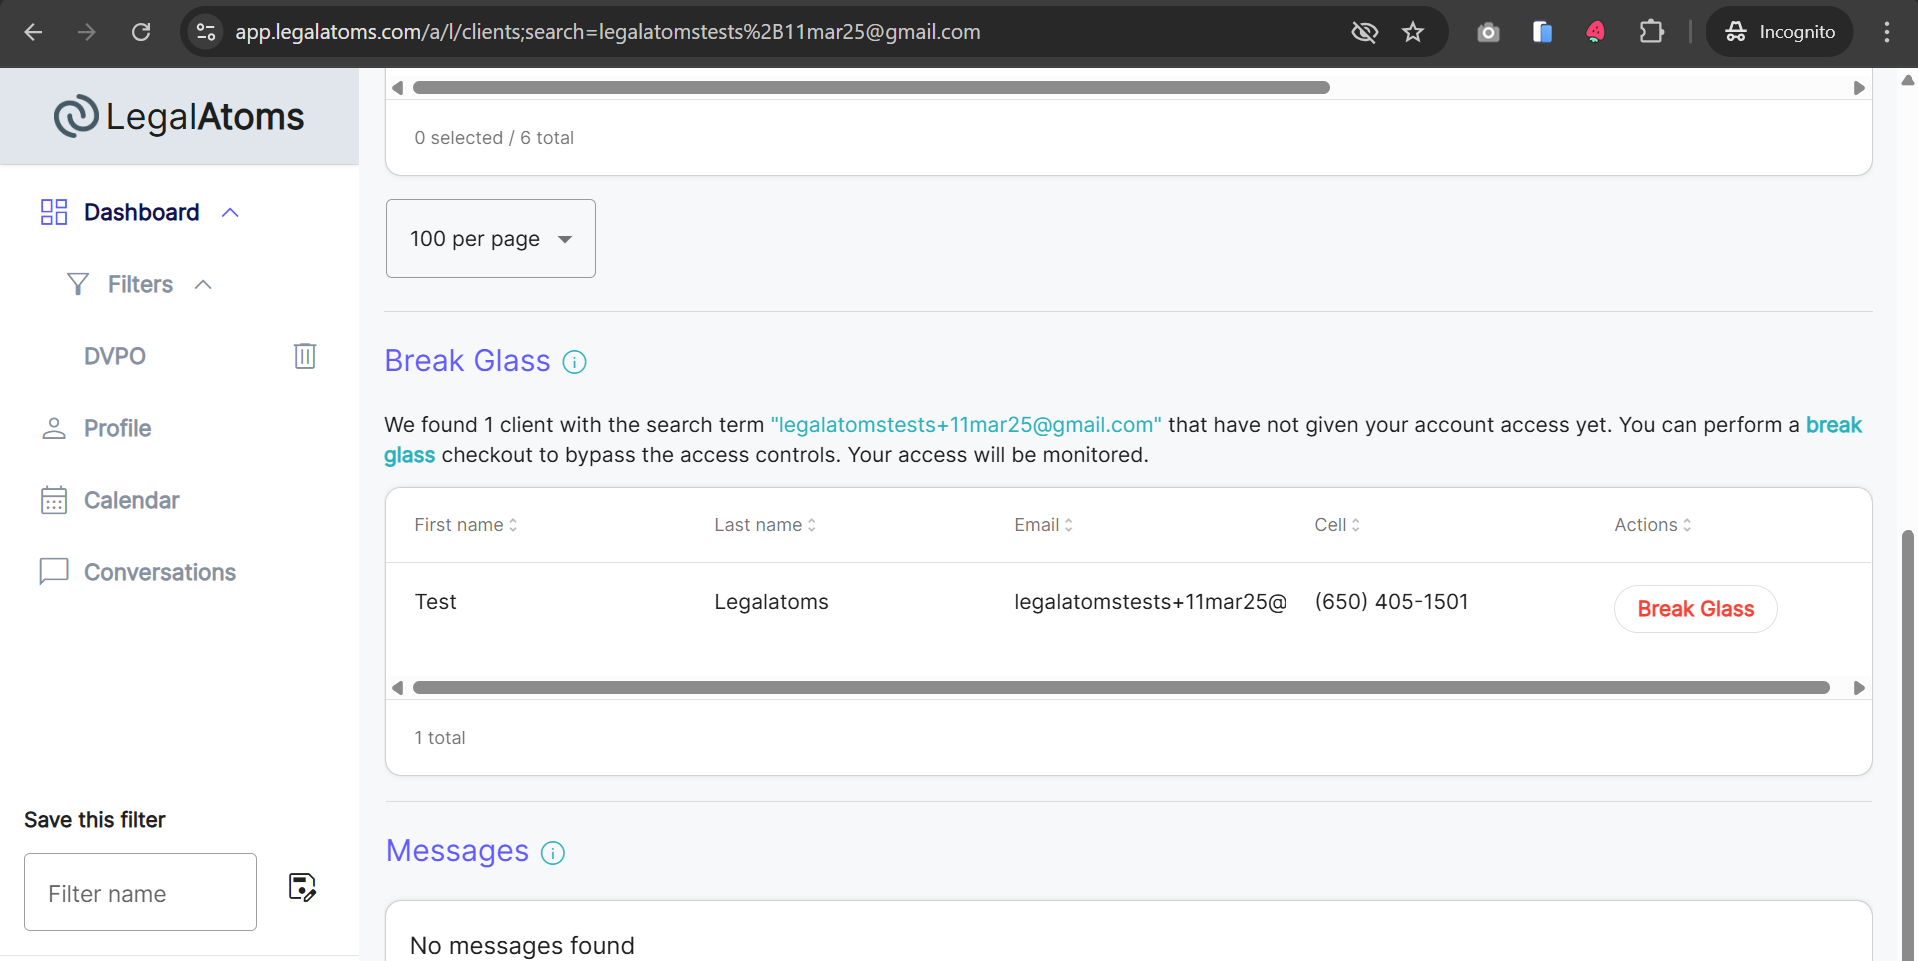 app.legalatoms.com/a/l/clients;search=legalatomstests%2B11mar25@gmail.com
Incognito
LegalAtoms
Dashboard
Filters
DVPO
Profile
Calendar
Conversations
Save this filter
Filter name
0 selected / 6 total
100 per page
Break Glass
We found 1 client with the search term "legalatomstests+11mar25@gmail.com" that have not given your account access yet. You can perform a break
glass checkout to bypass the access controls. Your access will be monitored.
First name Last name Email Cell Actions
Test Legalatoms legalatomstests+11mar25@ (650) 405-1501 Break Glass
1 total
Messages
No messages found